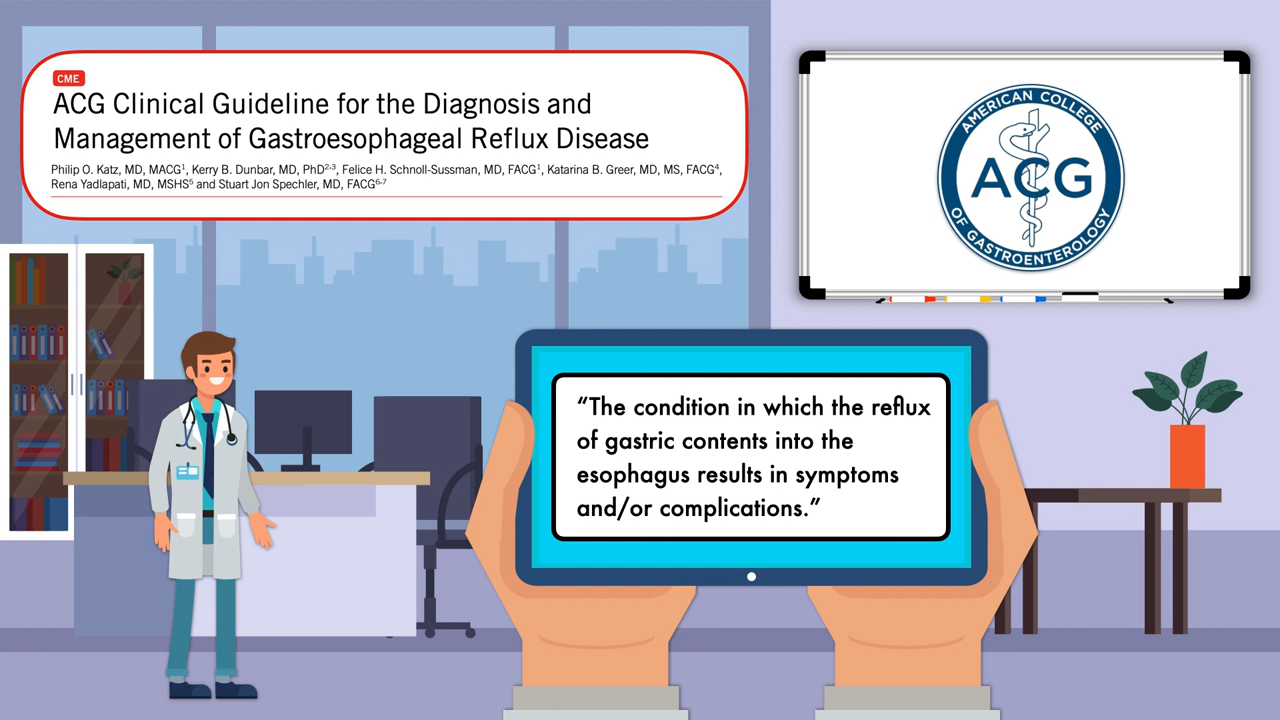 CME
ACG Clinical Guideline for the Diagnosis and
Management of Gastroesophageal Reflux Disease
Philip O. Katz, MD, MACG¹, Kerry B. Dunbar, MD, PhD²·³, Felice H. Schnoll-Sussman, MD, FACG¹, Katarina B. Greer, MD, MS, FACG⁴,
Rena Yadlapati, MD, MSHS⁵ and Stuart Jon Spechler, MD, FACG⁶·⁷
AMERICAN COLLEGE
ACG
OF GASTROENTEROLOGY
“The condition in which the reflux
of gastric contents into the
esophagus results in symptoms
and/or complications.”